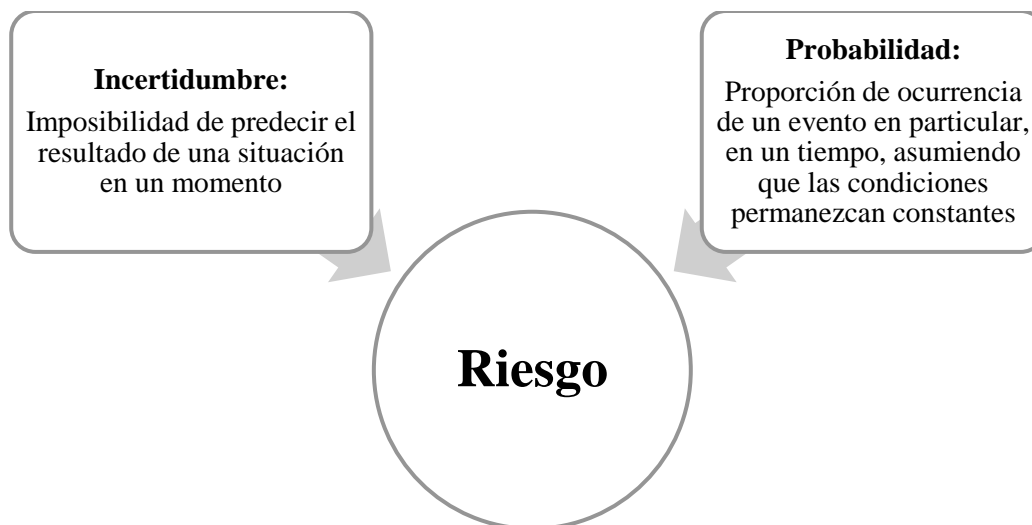 Incertidumbre:
Imposibilidad de predecir el
resultado de una situación
en un momento
Probabilidad:
Proporción de ocurrencia
de un evento en particular,
en un tiempo, asumiendo
que las condiciones
permanezcan constantes
Riesgo